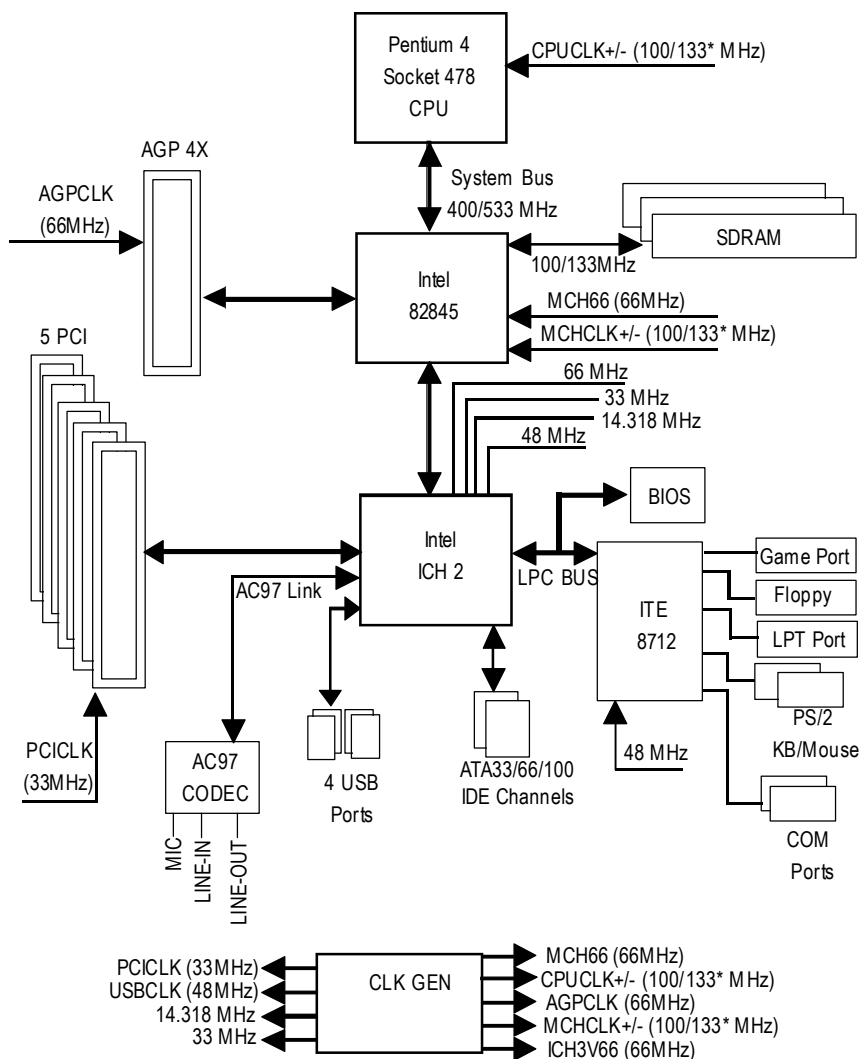 Pentium 4
Socket 478
CPU
CPUCLK+/- (100/133* MHz)
AGP 4X
AGPCLK
(66MHz)
System Bus
400/533 MHz
SDRAM
100/133MHz
Intel
82845
MCH66 (66MHz)
MCHCLK+/- (100/133* MHz)
5 PCI
66 MHz
33 MHz
14.318 MHz
48 MHz
BIOS
Intel
ICH 2
LPC BUS
AC97 Link
ITE
8712
Game Port
Floppy
LPT Port
PS/2
KB/Mouse
48 MHz
COM
Ports
PCICLK
(33MHz)
AC97
CODEC
MIC
LINE-IN
LINE-OUT
4 USB
Ports
ATA33/66/100
IDE Channels
CLK GEN
PCICLK (33MHz)
USBCLK (48MHz)
14.318 MHz
33 MHz
MCH66 (66MHz)
CPUCLK+/- (100/133* MHz)
AGPCLK (66MHz)
MCHCLK+/- (100/133* MHz)
ICH3V66 (66MHz)